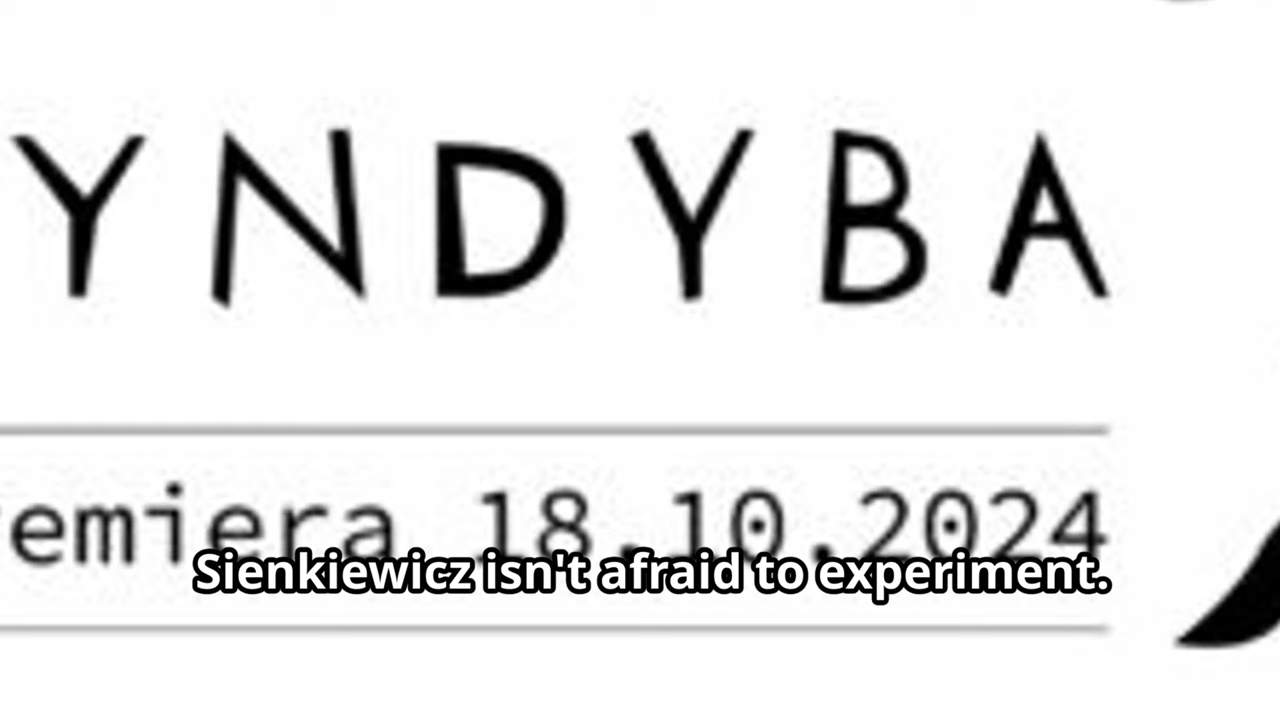 YNDYBA
emiera 18.10.2024
Sienkiewicz isn't afraid to experiment.